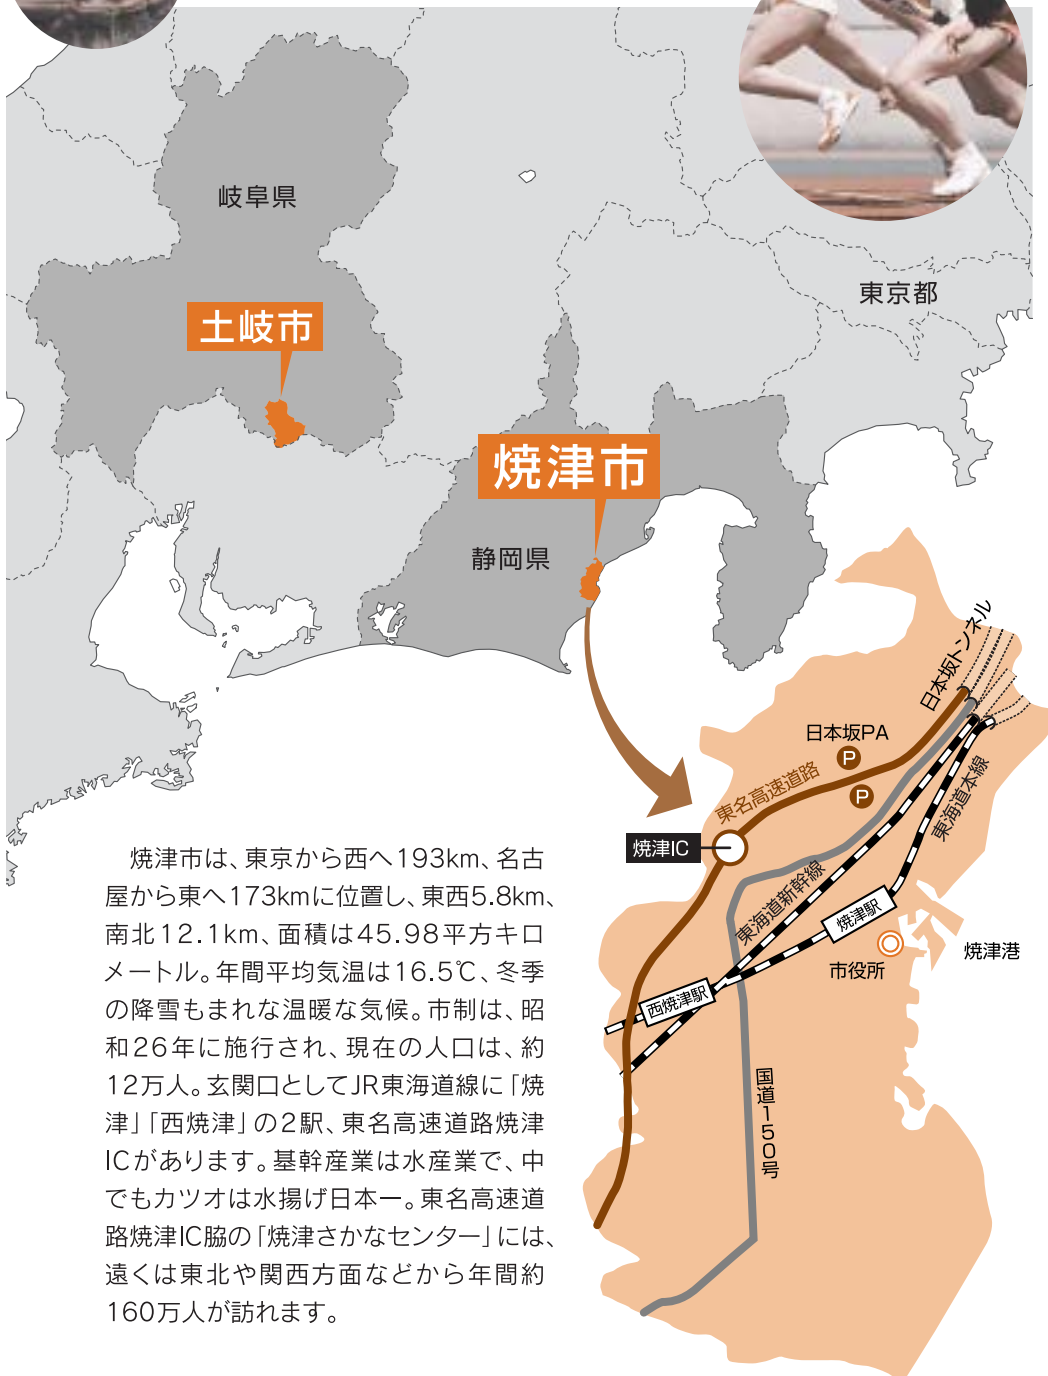 岐阜県
東京都
土岐市
焼津市
静岡県
日本坂トンネル
日本坂PA
P
P
東名高速道路
東海道本線
焼津IC
東海道新幹線
焼津駅
市役所
焼津港
西焼津駅
国道150号
焼津市は、東京から西へ193km、名古
屋から東へ173kmに位置し、東西5.8km、
南北12.1km、面積は45.98平方キロ
メートル。年間平均気温は16.5℃、冬季
の降雪もまれな温暖な気候。市制は、昭
和26年に施行され、現在の人口は、約
12万人。玄関口としてJR東海道線に「焼
津」「西焼津」の2駅、東名高速道路焼津
ICがあります。基幹産業は水産業で、中
でもカツオは水揚げ日本一。東名高速道
路焼津IC脇の「焼津さかなセンター」には、
遠くは東北や関西方面などから年間約
160万人が訪れます。